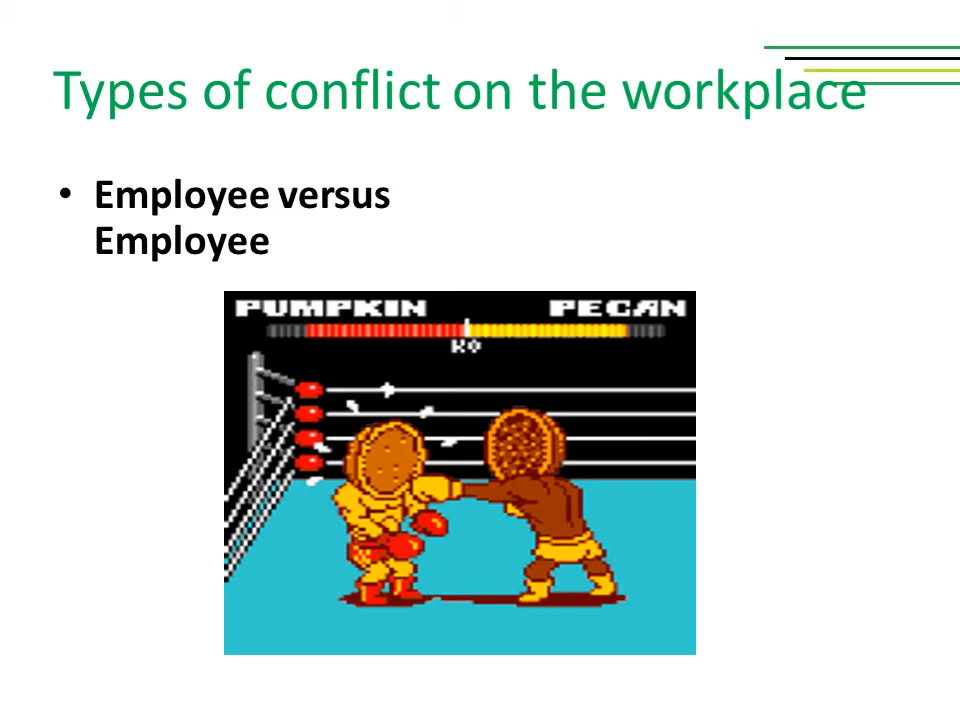 Types of conflict on the workplace
• Employee versus
Employee
PUMPKIN PECAN
KO